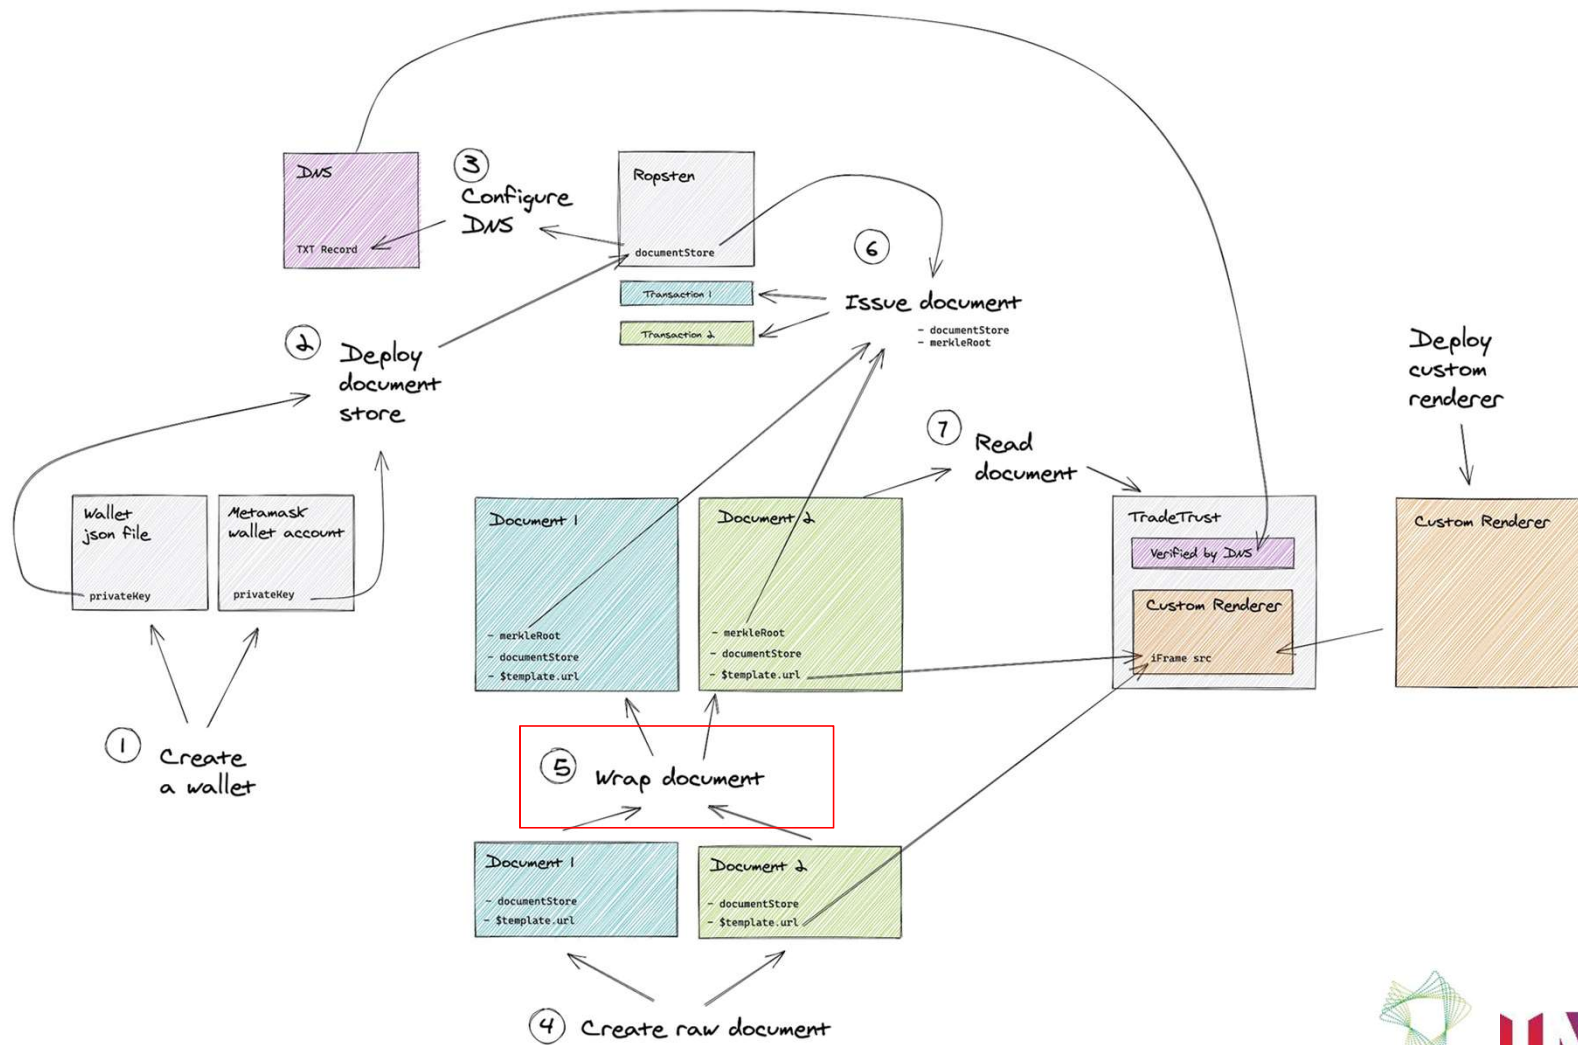 DNS
TXT Record
3
Configure
DNS
Ropsten
documentStore
Transaction 1
Transaction 2
6
Issue document
- documentStore
- merkleRoot
2
Deploy
document
store
Deploy
custom
renderer
7
Read
document
Wallet
json file
privateKey
Metamask
wallet account
privateKey
Document 1
- merkleRoot
- documentStore
- $template.url
Document 2
- merkleRoot
- documentStore
- $template.url
TradeTrust
Verified by DNS
Custom Renderer
iFrame src
Custom Renderer
1
Create
a wallet
5
Wrap document
Document 1
- documentStore
- $template.url
Document 2
- documentStore
- $template.url
4
Create raw document